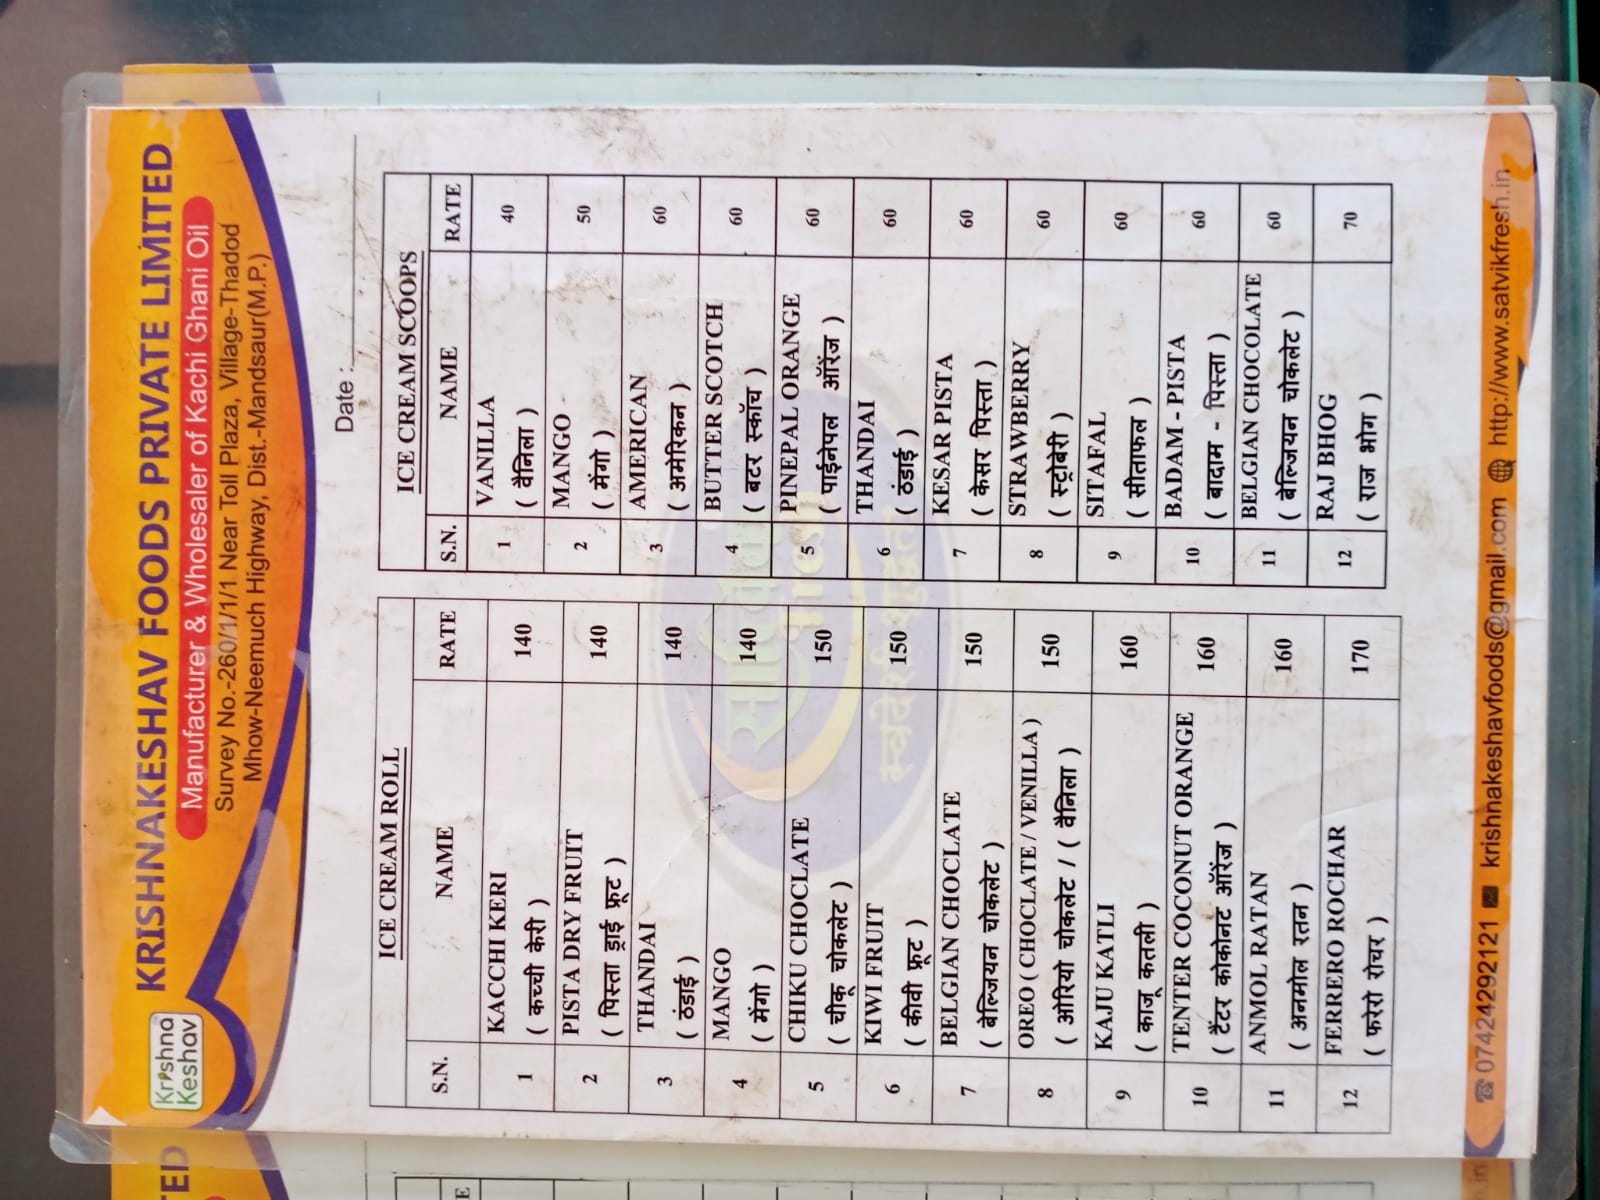 Krishna
Keshav
KRISHNAKESHAV FOODS PRIVATE LIMITED
Manufacturer & Wholesaler of Kachi Ghani Oil
Survey No.-260/1/1/1 Near Toll Plaza, Village-Thadod
Mhow-Neemuch Highway, Dist.-Mandsaur(M.P.)
Date :
ICE CREAM ROLL
S.N. NAME RATE
1 KACCHI KERI 140
( कच्ची केरी )
2 PISTA DRY FRUIT 140
( पिस्ता ड्राई फ्रूट )
3 THANDAI 140
( ठंडाई )
4 MANGO 140
( मेंगो )
5 CHIKU CHOCLATE 150
( चीकू चोकलेट )
6 KIWI FRUIT 150
( कीवी फ्रूट )
7 BELGIAN CHOCLATE 150
( बेल्जियन चोकलेट )
8 OREO ( CHOCLATE / VENILLA ) 150
( ओरियो चोकलेट / ( वैनिला )
9 KAJU KATLI 160
( काजू कतली )
10 TENTER COCONUT ORANGE 160
( टैंटर कोकोनट ऑरेंज )
11 ANMOL RATAN 160
( अनमोल रतन )
12 FERRERO ROCHAR 170
( फरेरो रोचर )
ICE CREAM SCOOPS
S.N. NAME RATE
1 VANILLA 40
( वैनिला )
2 MANGO 50
( मेंगो )
3 AMERICAN 60
( अमेरिकन )
4 BUTTER SCOTCH 60
( बटर स्कॉच )
5 PINEPAL ORANGE 60
( पाईनेपल ऑरेंज )
6 THANDAI 60
( ठंडाई )
7 KESAR PISTA 60
( केसर पिस्ता )
8 STRAWBERRY 60
( स्ट्रोबेरी )
9 SITAFAL 60
( सीताफल )
10 BADAM - PISTA 60
( बादाम - पिस्ता )
11 BELGIAN CHOCOLATE 60
( बेल्जियन चोकलेट )
12 RAJ BHOG 70
( राज भोग )
07424292121 krishnakeshavfoods@gmail.com http://www.satvikfresh.in